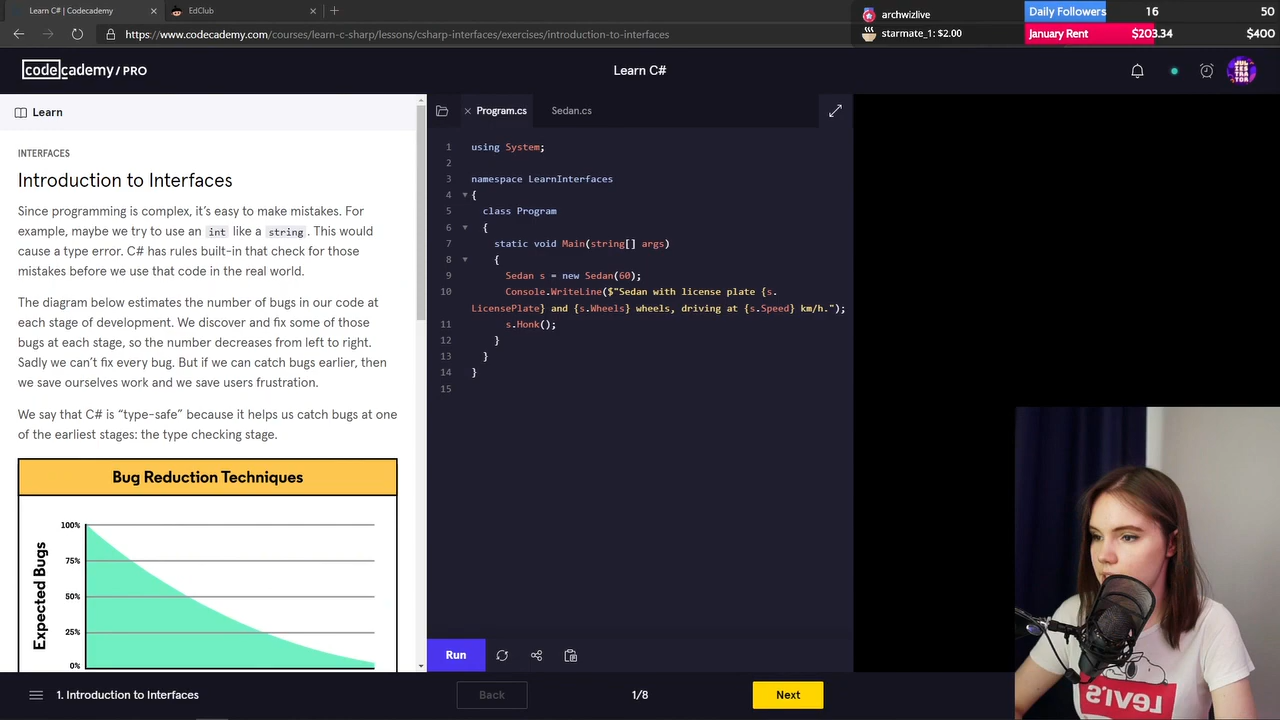 Learn C# | Codecademy
EdClub
https://www.codecademy.com/courses/learn-c-sharp/lessons/csharp-interfaces/exercises/introduction-to-interfaces
archwizlive
starmate_1: $2.00
Daily Followers 16 50
January Rent $203.34 $400
codecademy/PRO
Learn C#
Learn
Program.cs
Sedan.cs
INTERFACES
Introduction to Interfaces
Since programming is complex, it's easy to make mistakes. For
example, maybe we try to use an int like a string. This would
cause a type error. C# has rules built-in that check for those
mistakes before we use that code in the real world.
The diagram below estimates the number of bugs in our code at
each stage of development. We discover and fix some of those
bugs at each stage, so the number decreases from left to right.
Sadly we can't fix every bug. But if we can catch bugs earlier, then
we save ourselves work and we save users frustration.
We say that C# is “type-safe” because it helps us catch bugs at one
of the earliest stages: the type checking stage.
Bug Reduction Techniques
Expected Bugs
100%
75%
50%
25%
0%
1 using System;
2
3 namespace LearnInterfaces
4 {
5 class Program
6 {
7 static void Main(string[] args)
8 {
9 Sedan s = new Sedan(60);
10 Console.WriteLine($"Sedan with license plate {s.
LicensePlate} and {s.Wheels} wheels, driving at {s.Speed} km/h.");
11 s.Honk();
12 }
13 }
14 }
15
Run
1. Introduction to Interfaces
Back
1/8
Next
LEVI'S